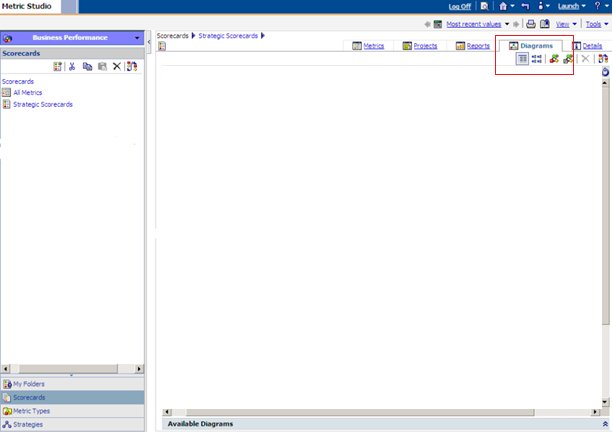 Metric Studio
Log Off
Launch
?
Most recent values
View
Tools
Business Performance
Scorecards
Scorecards
All Metrics
Strategic Scorecards
Scorecards Strategic Scorecards
Metrics
Projects
Reports
Diagrams
Details
My Folders
Scorecards
Metric Types
Strategies
Available Diagrams